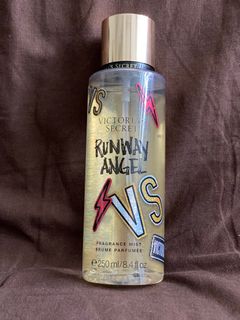 VS
VICTORIA'S
SECRET
RUNWAY
ANGEL
VS
FRAGRANCE MIST
BRUME PARFUMÉE
e 250 ml/8.4 fl oz